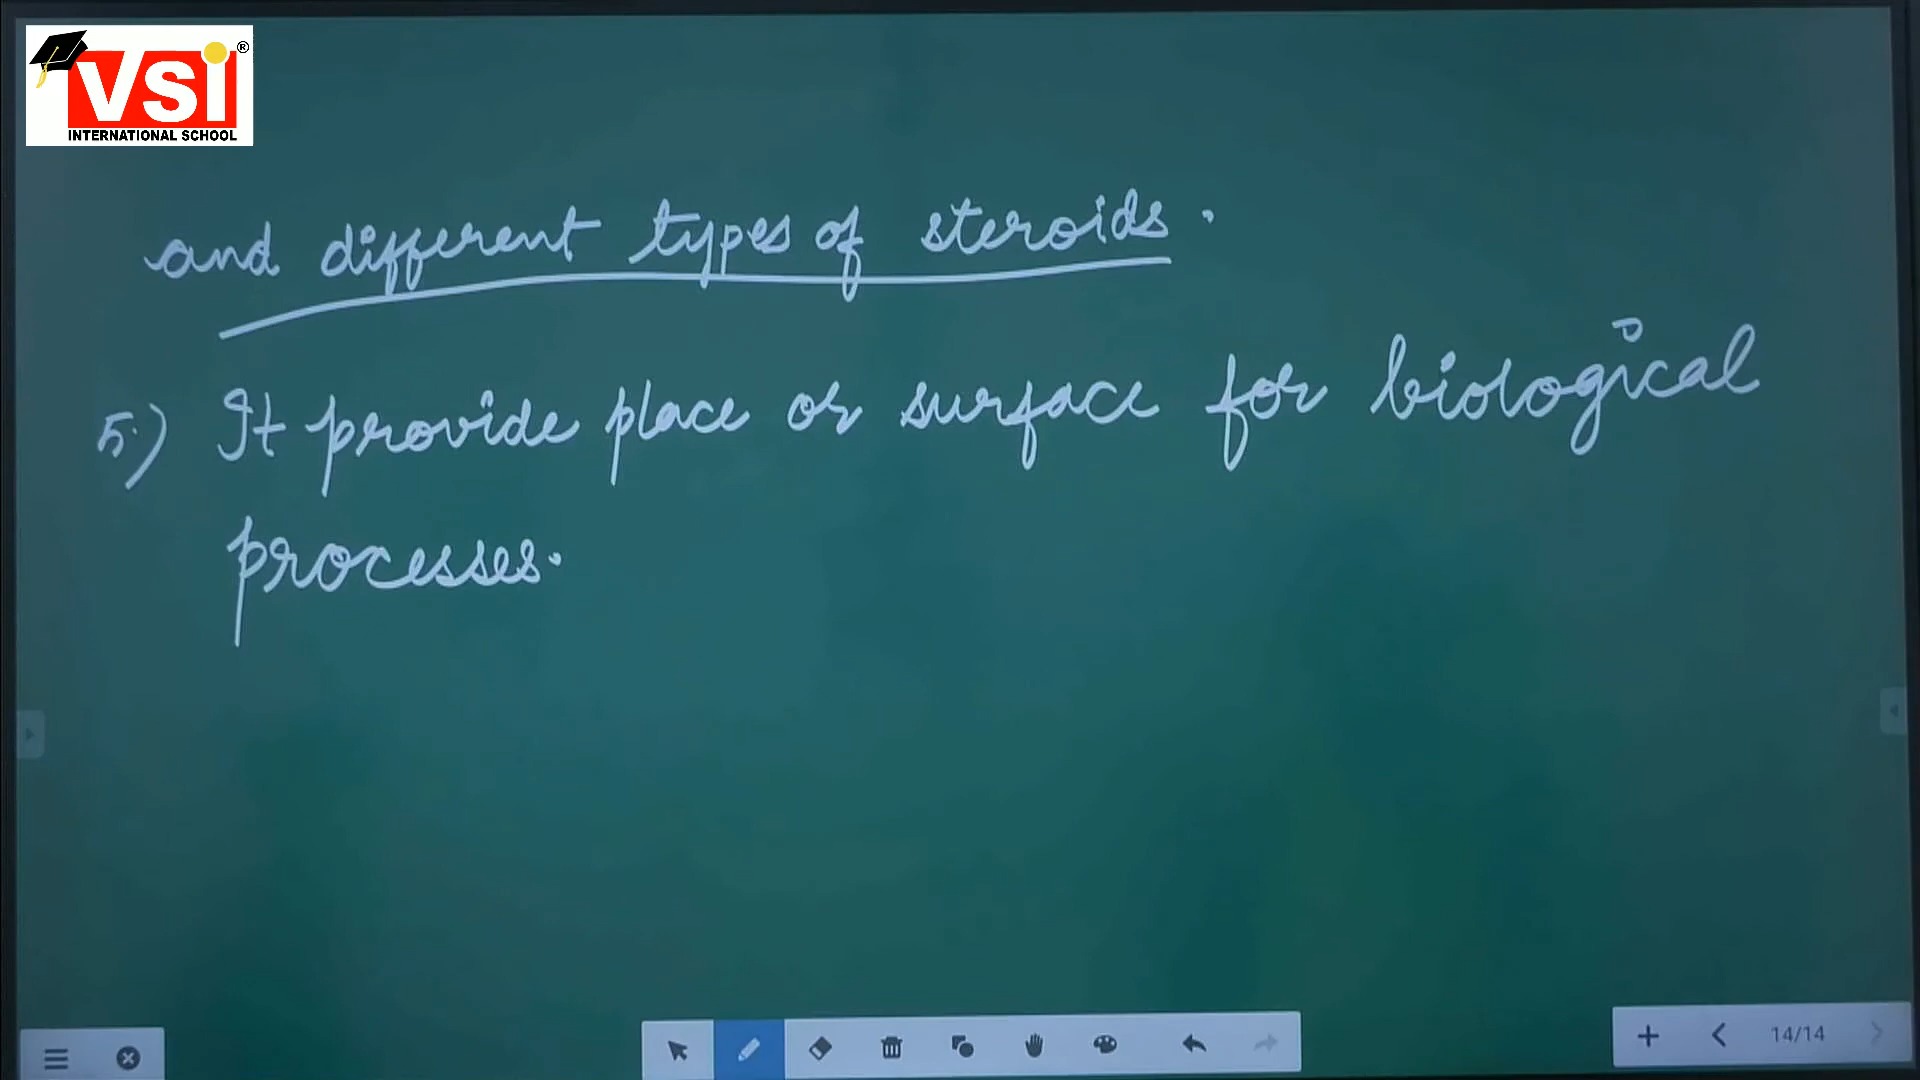 VSI ®
INTERNATIONAL SCHOOL
and different types of steroids.
5.) It provide place or surface for biological
processes.
14/14